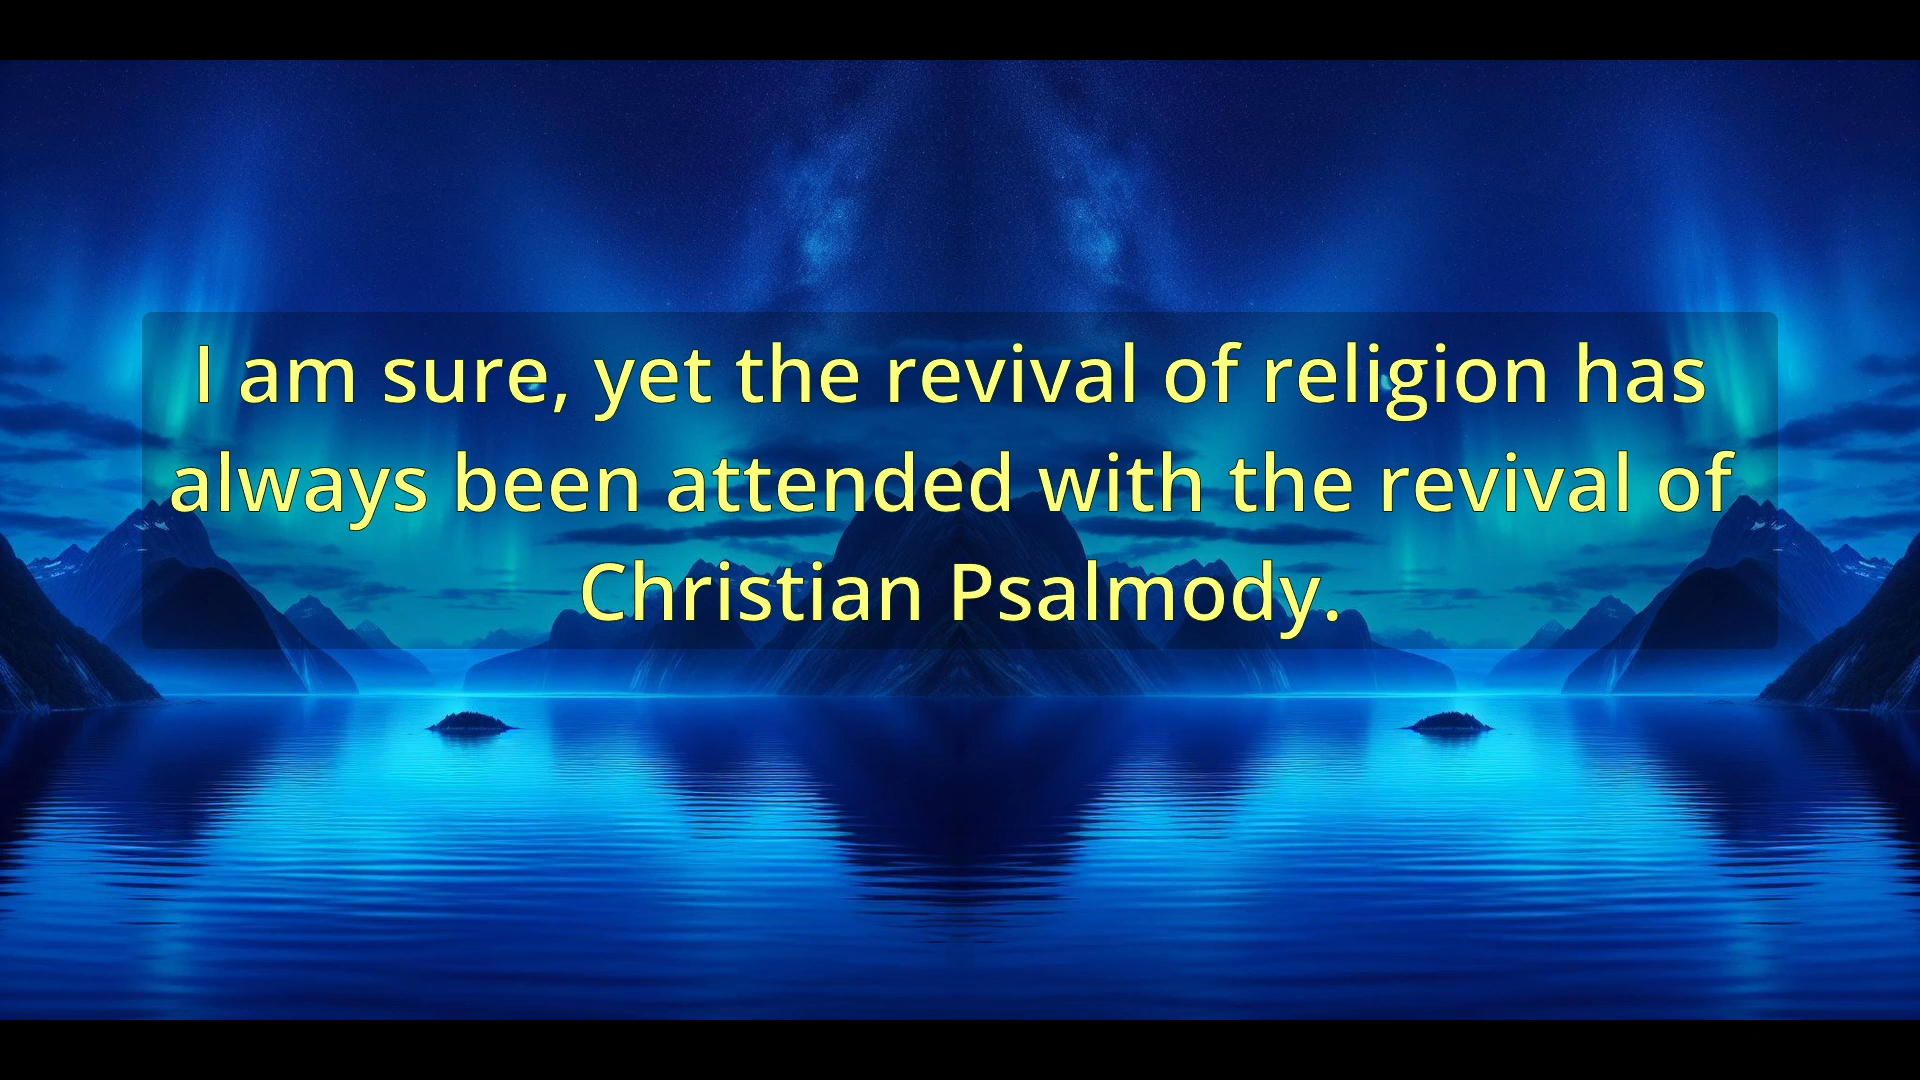 I am sure, yet the revival of religion has
always been attended with the revival of
Christian Psalmody.